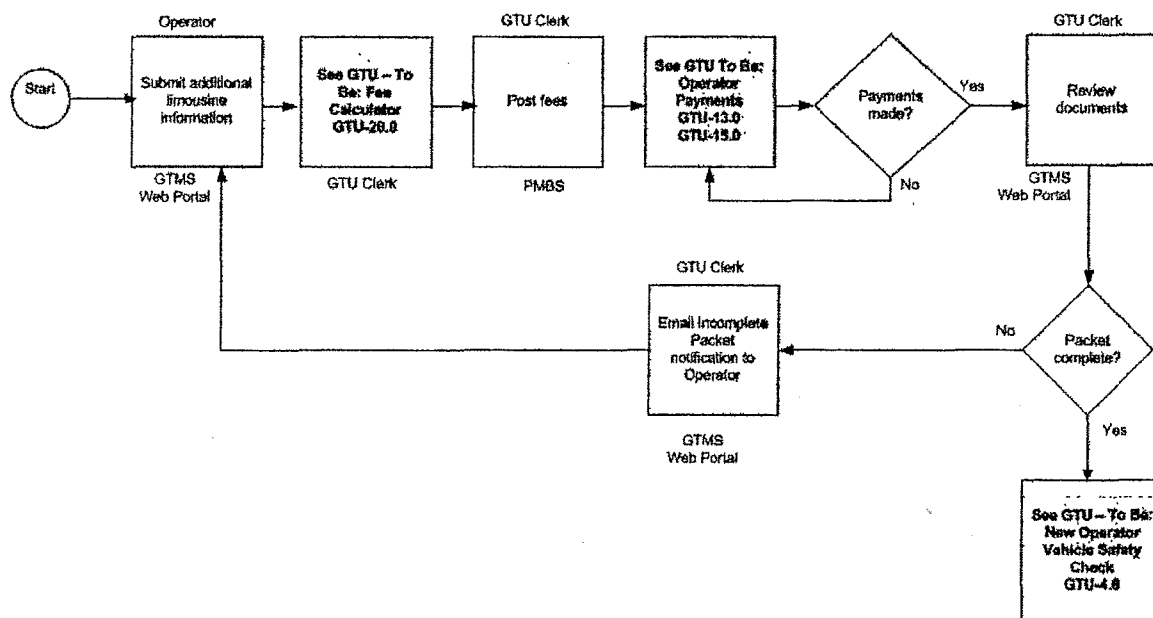 Operator
GTU Clerk
GTU Clerk
Start
Submit additional
limousine
information
See GTU – To
Be: Fee
Calculator
GTU-20.0
Post fees
See GTU To Be:
Operator
Payments
GTU-13.0
GTU-15.0
Payments
made?
Yes
Review
documents
No
GTMS
Web Portal
GTU Clerk
PMBS
GTMS
Web Portal
GTU Clerk
Email Incomplete
Packet
notification to
Operator
No
Packet
complete?
GTMS
Web Portal
Yes
See GTU – To Be:
New Operator
Vehicle Safety
Check